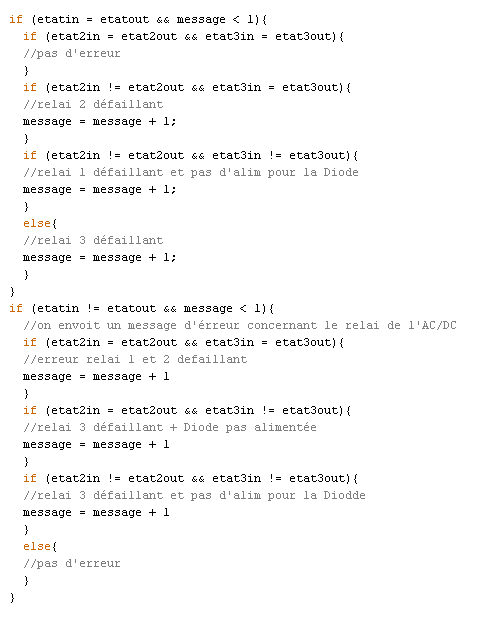 if (etatin = etatout && message < 1){
if (etat2in = etat2out && etat3in = etat3out){
//pas d'erreur
}
if (etat2in != etat2out && etat3in = etat3out){
//relai 2 défaillant
message = message + 1;
}
if (etat2in != etat2out && etat3in != etat3out){
//relai 1 défaillant et pas d'alim pour la Diode
message = message + 1;
}
else{
//relai 3 défaillant
message = message + 1;
}
}
if (etatin != etatout && message < 1){
//on envoit un message d'érreur concernant le relai de l'AC/DC
if (etat2in = etat2out && etat3in = etat3out){
//erreur relai 1 et 2 defaillant
message = message + 1
}
if (etat2in = etat2out && etat3in != etat3out){
//relai 3 défaillant + Diode pas alimentée
message = message + 1
}
if (etat2in != etat2out && etat3in != etat3out){
//relai 3 défaillant et pas d'alim pour la Diodde
message = message + 1
}
else{
//pas d'erreur
}
}